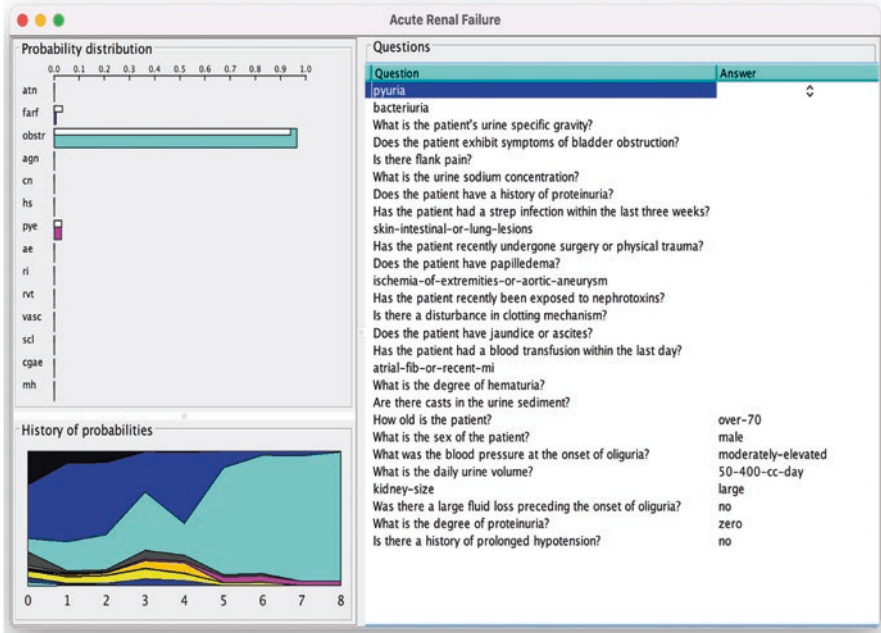 Acute Renal Failure
Probability distribution
0.0 0.1 0.2 0.3 0.4 0.5 0.6 0.7 0.8 0.9 1.0
atn
farf
obstr
agn
cn
hs
pye
ae
ri
rvt
vasc
scl
cgae
mh
History of probabilities
0 1 2 3 4 5 6 7 8
Questions
Question Answer
pyuria
bacteriuria
What is the patient's urine specific gravity?
Does the patient exhibit symptoms of bladder obstruction?
Is there flank pain?
What is the urine sodium concentration?
Does the patient have a history of proteinuria?
Has the patient had a strep infection within the last three weeks?
skin-intestinal-or-lung-lesions
Has the patient recently undergone surgery or physical trauma?
Does the patient have papilledema?
ischemia-of-extremities-or-aortic-aneurysm
Has the patient recently been exposed to nephrotoxins?
Is there a disturbance in clotting mechanism?
Does the patient have jaundice or ascites?
Has the patient had a blood transfusion within the last day?
atrial-fib-or-recent-mi
What is the degree of hematuria?
Are there casts in the urine sediment?
How old is the patient? over-70
What is the sex of the patient? male
What was the blood pressure at the onset of oliguria? moderately-elevated
What is the daily urine volume? 50-400-cc-day
kidney-size large
Was there a large fluid loss preceding the onset of oliguria? no
What is the degree of proteinuria? zero
Is there a history of prolonged hypotension? no